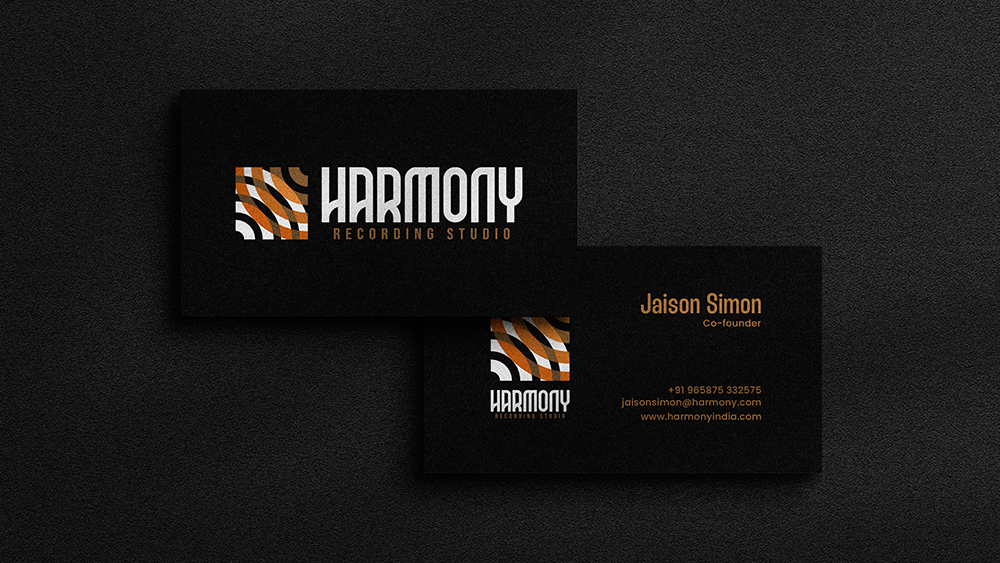 HARMONY
RECORDING STUDIO
Jaison Simon
Co-founder
+91 965875 332575
jaisonsimon@harmony.com
www.harmonyindia.com
HARMONY
RECORDING STUDIO